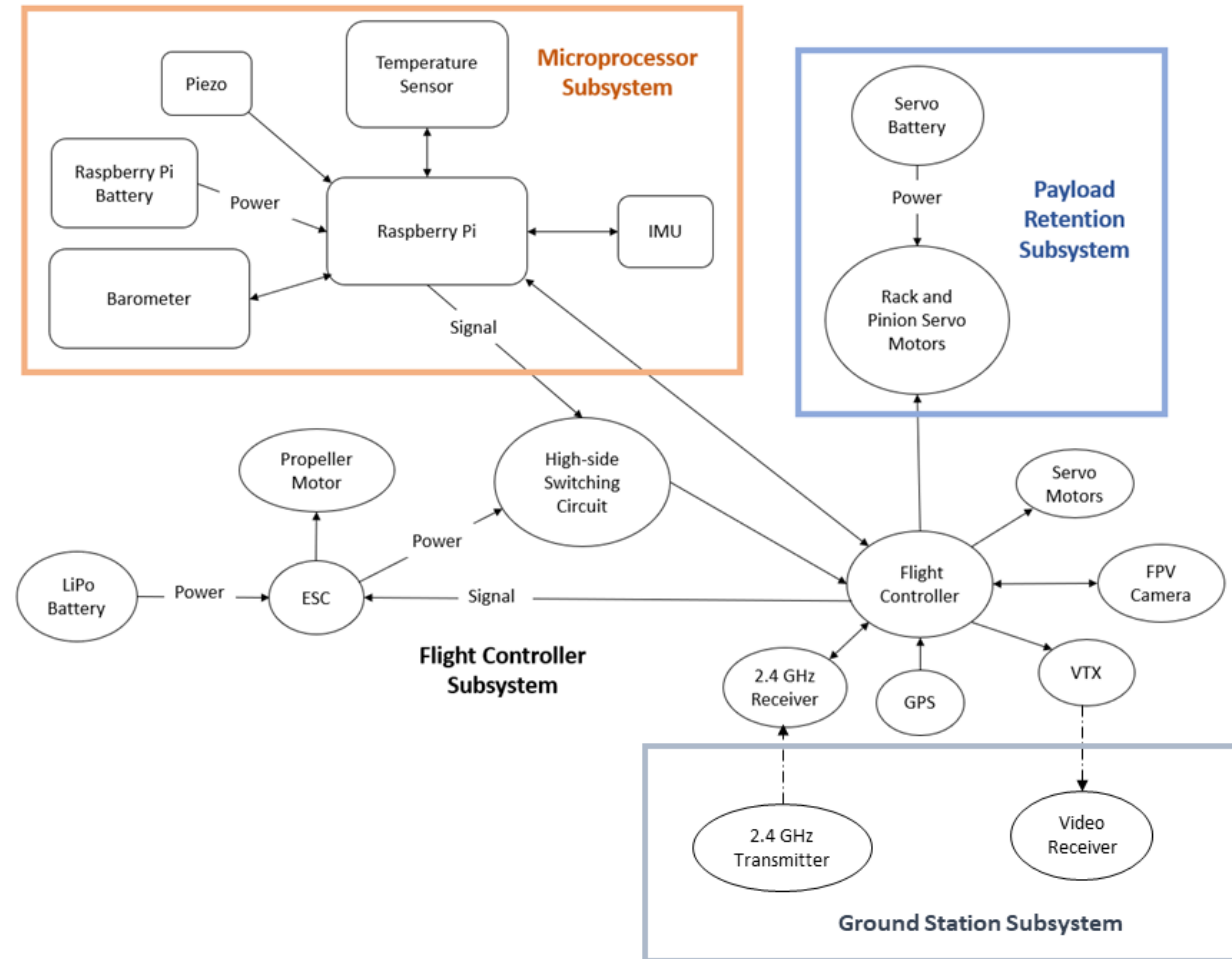 Microprocessor
Subsystem
Piezo
Temperature
Sensor
Raspberry Pi
Battery
Power
Raspberry Pi
IMU
Barometer
Signal
Servo
Battery
Power
Payload
Retention
Subsystem
Rack and
Pinion Servo
Motors
Propeller
Motor
High-side
Switching
Circuit
Servo
Motors
Power
LiPo
Battery
Power
ESC
Signal
Flight
Controller
FPV
Camera
Flight Controller
Subsystem
2.4 GHz
Receiver
GPS
VTX
2.4 GHz
Transmitter
Video
Receiver
Ground Station Subsystem